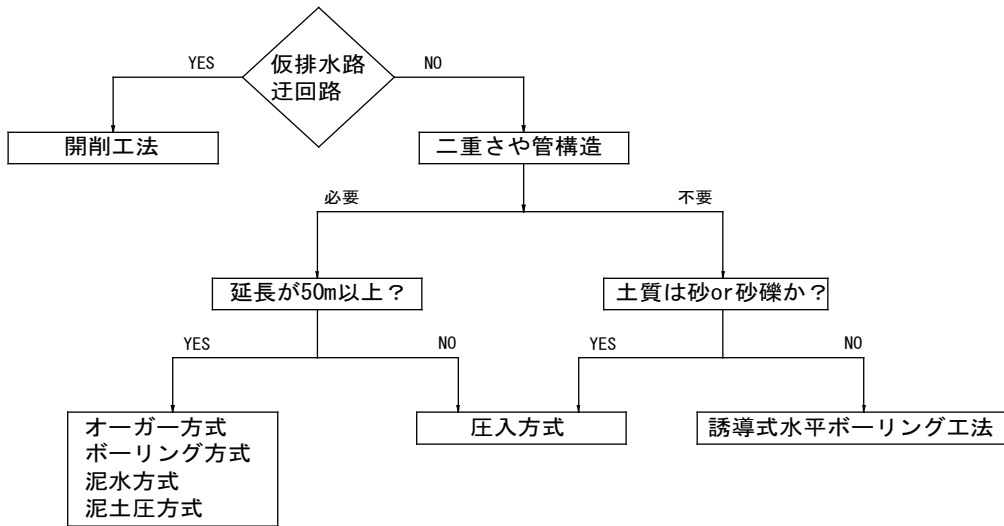 仮排水路
迂回路
YES
NO
開削工法
二重さや管構造
必要
不要
延長が50m以上？
土質は砂or砂礫か？
YES
NO
YES
NO
オーガー方式
ボーリング方式
泥水方式
泥土圧方式
圧入方式
誘導式水平ボーリング工法